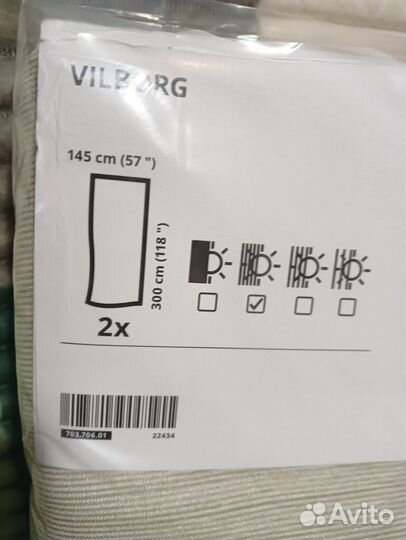 VILBORG
145 cm (57 ")
300 cm (118 ")
2x
703.706.01
22434
Avito